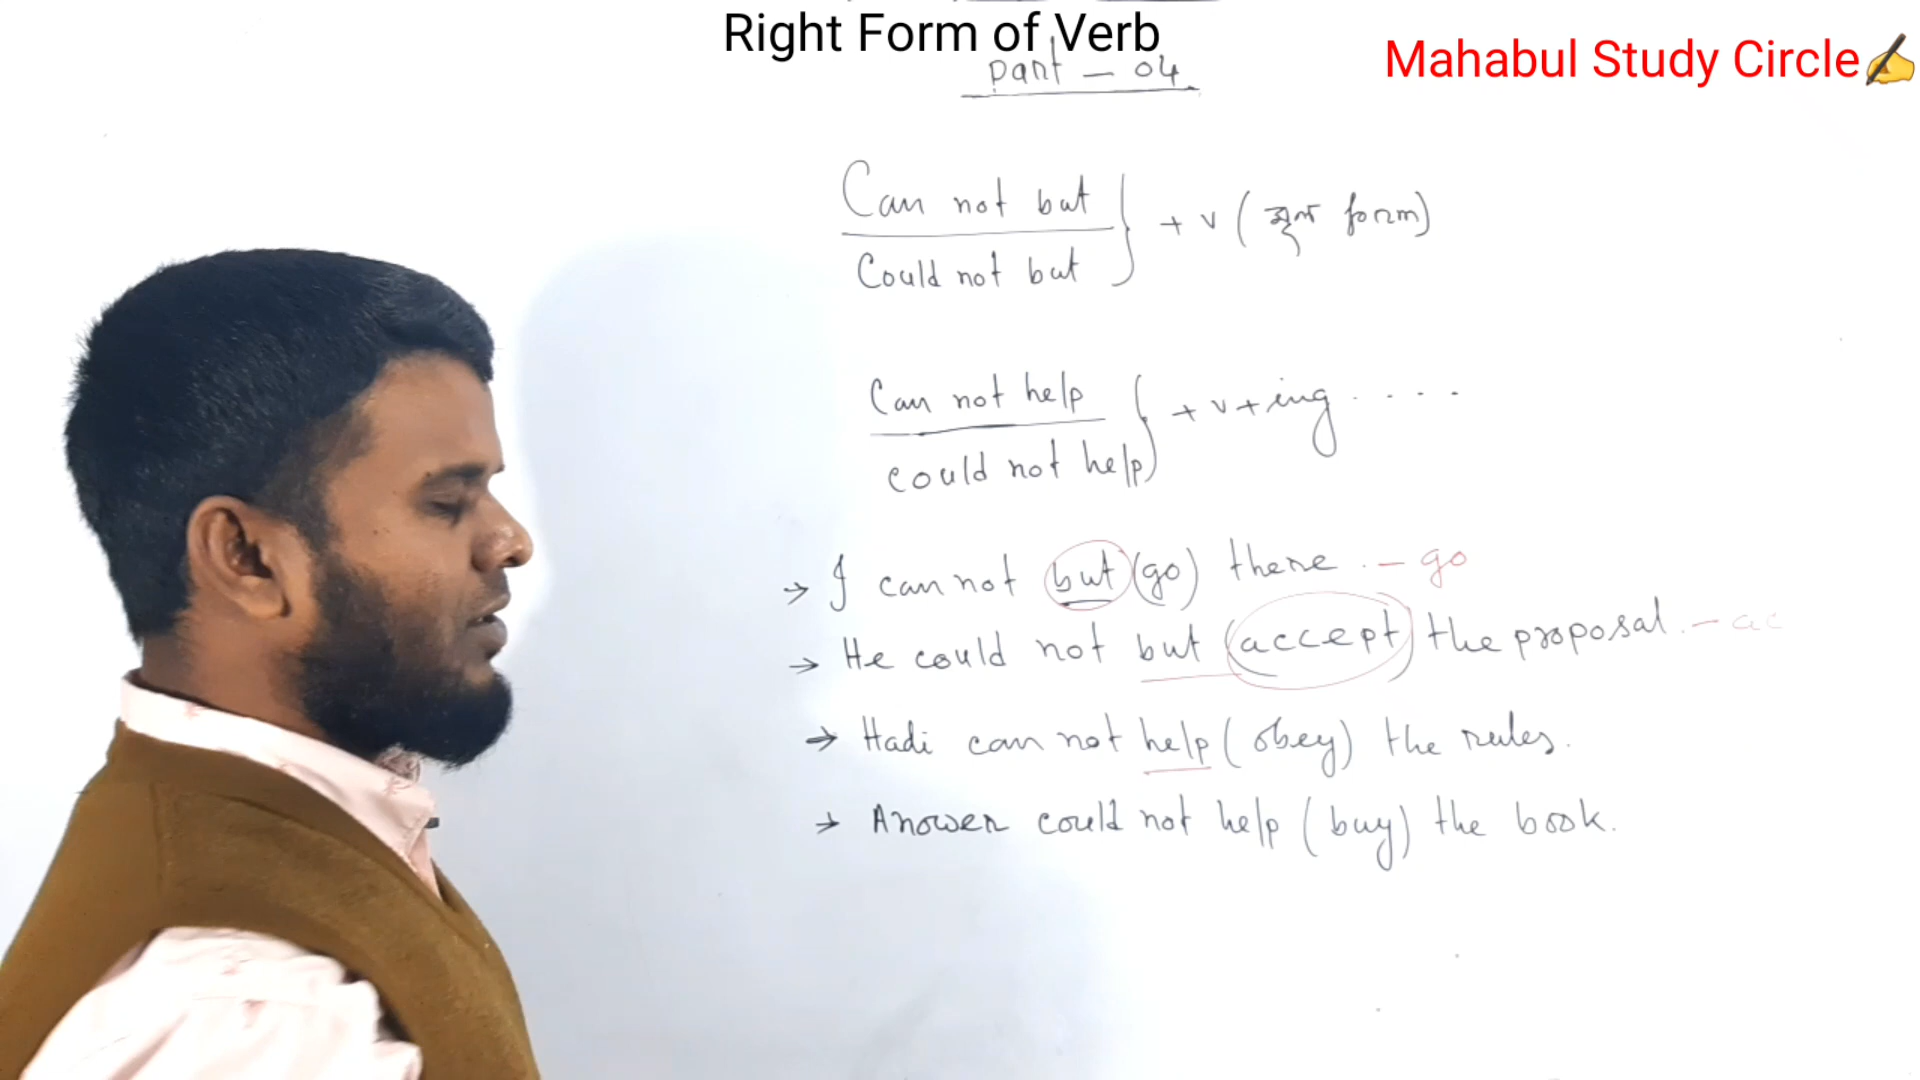 Right Form of Verb
Mahabul Study Circle✍
part - 04
Can not but
Could not but
} + v (মূল form)
Can not help
could not help
} + v + ing .....
→ I can not but (go) there. - go
→ He could not but (accept) the proposal. - ac
→ Hadi can not help (obey) the rules.
→ Anower could not help (buy) the book.